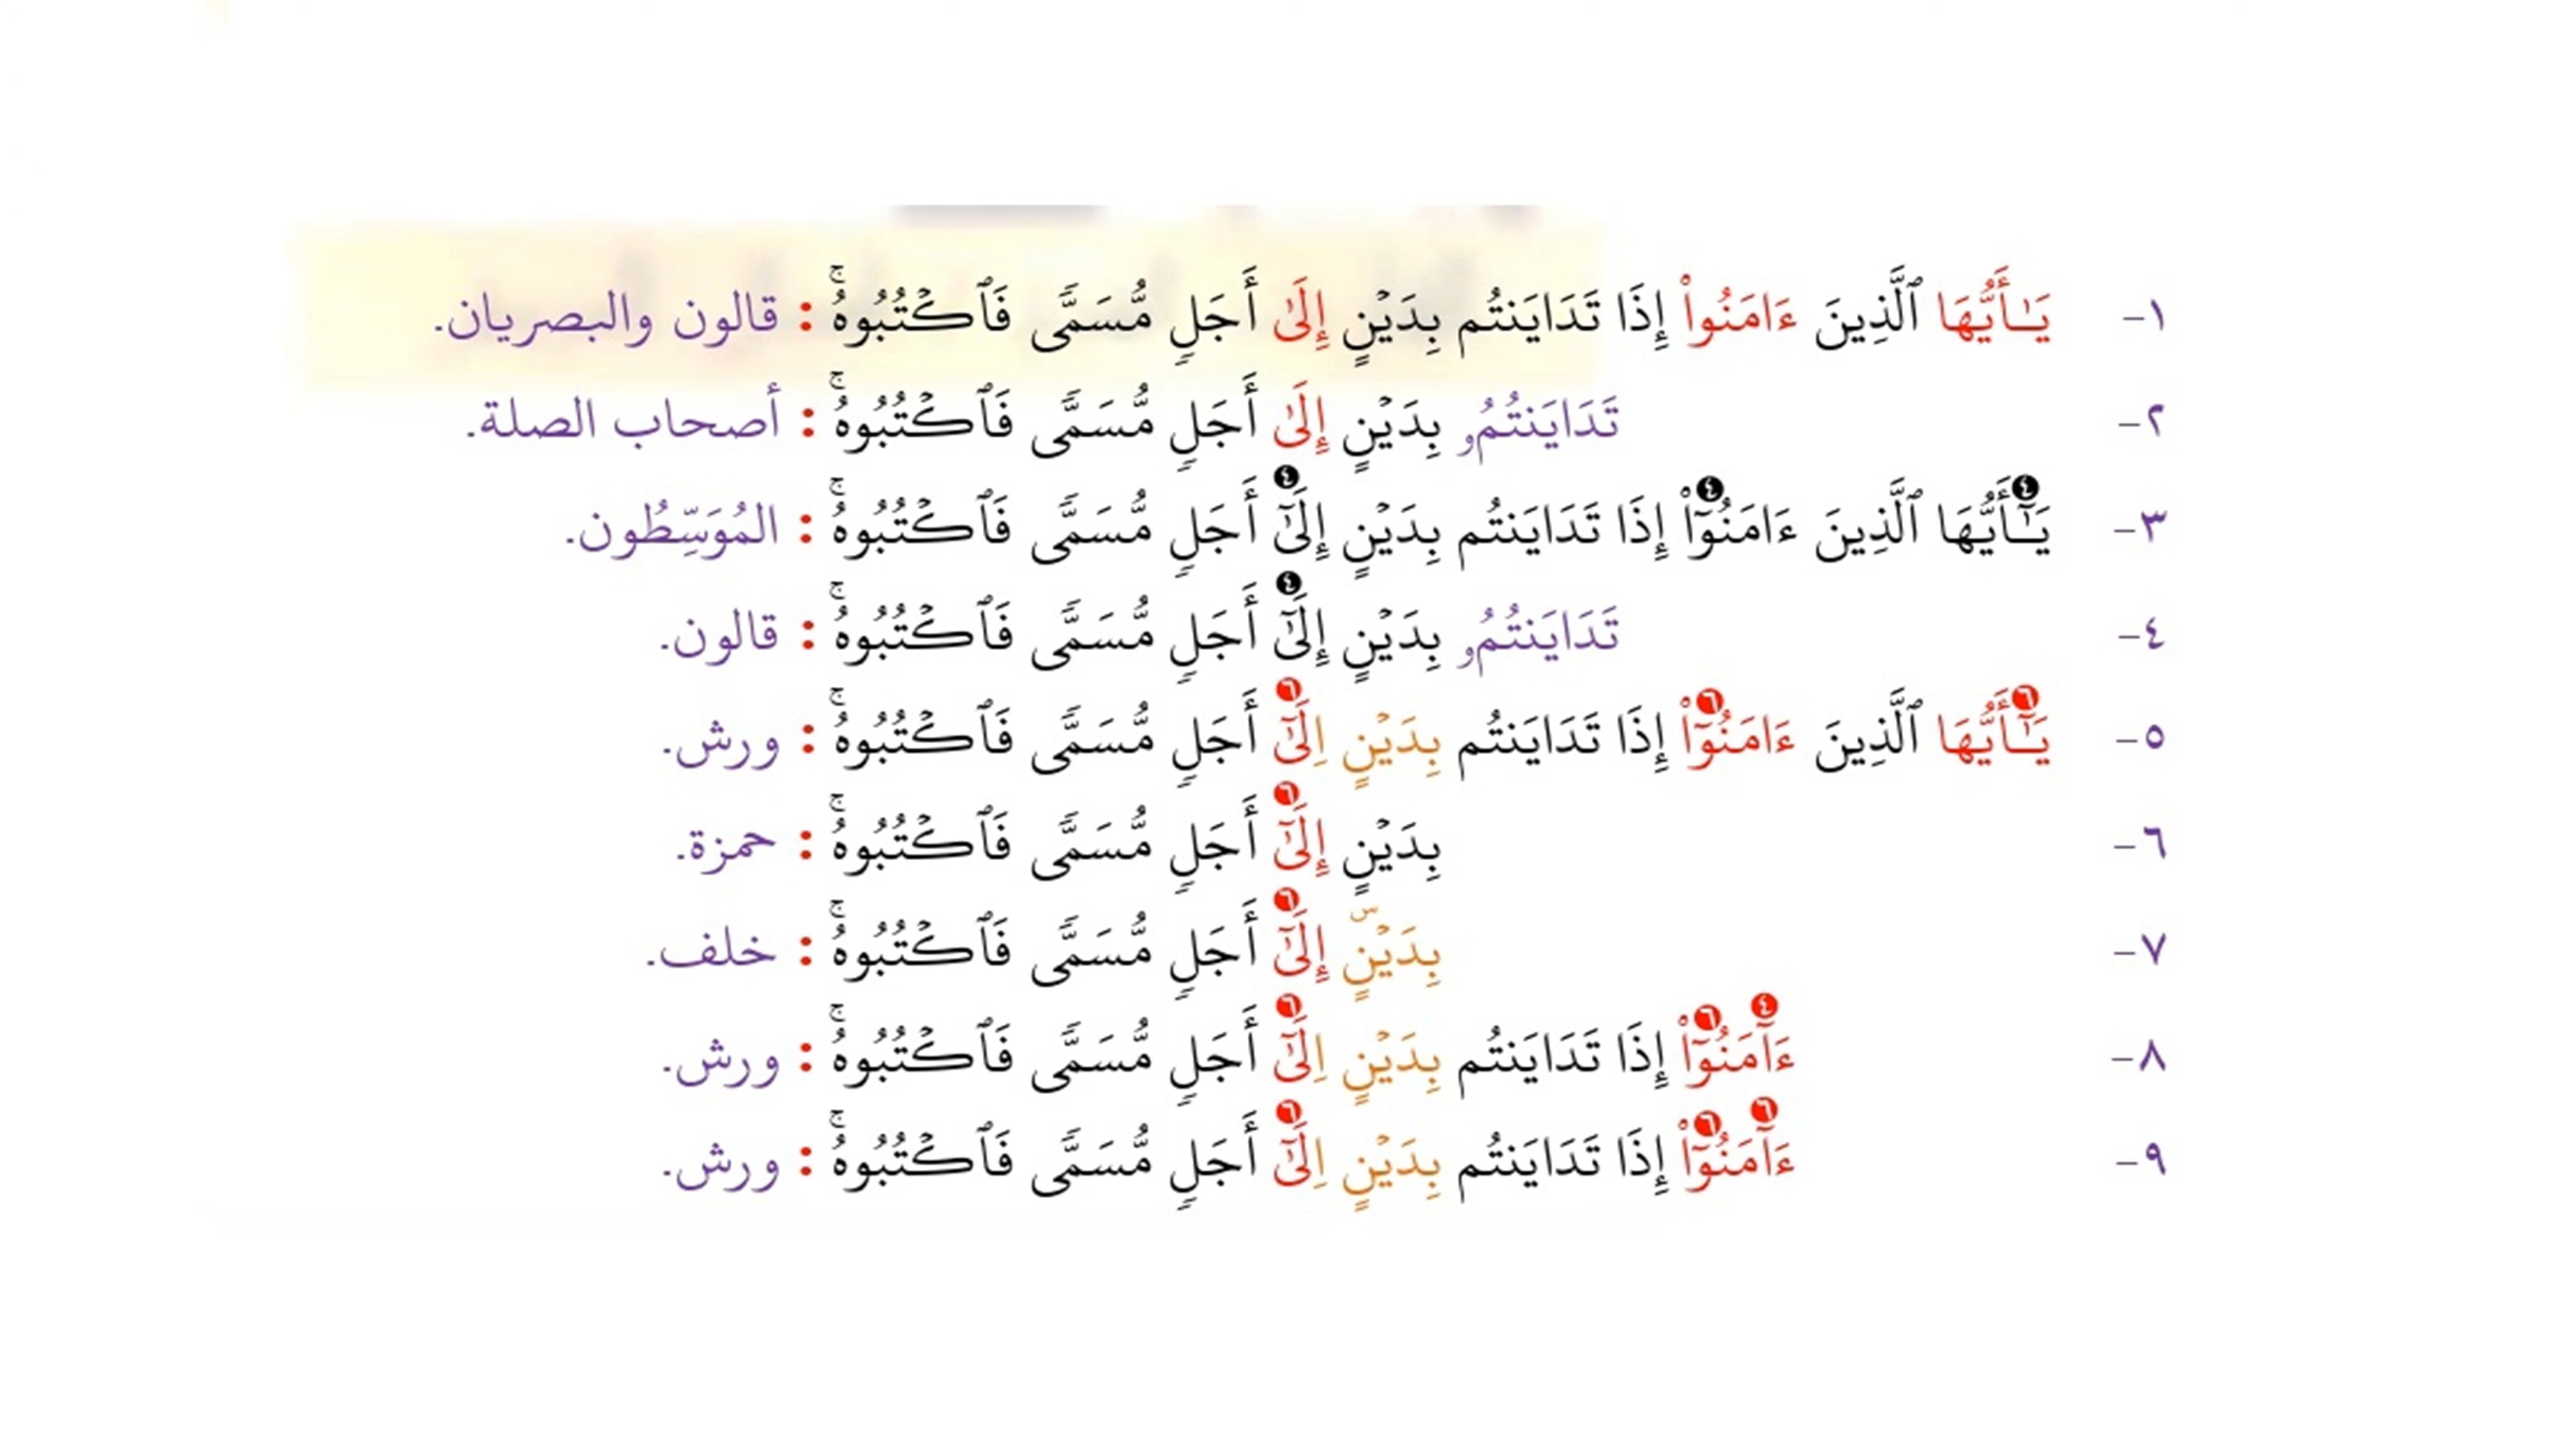 ١- يَـٰٓأَيُّهَا ٱلَّذِينَ ءَامَنُوا۟ إِذَا تَدَايَنتُم بِدَيْنٍ إِلَىٰ أَجَلٍ مُّسَمًّى فَٱكْتُبُوهُ ۚ : قالون والبصريان.
٢- تَدَايَنتُمُۥ بِدَيْنٍ إِلَىٰ أَجَلٍ مُّسَمًّى فَٱكْتُبُوهُ ۚ : أصحاب الصلة.
٣- يَـٰٓأَيُّهَا ٱلَّذِينَ ءَامَنُوٓا۟ إِذَا تَدَايَنتُم بِدَيْنٍ إِلَىٰٓ أَجَلٍ مُّسَمًّى فَٱكْتُبُوهُ ۚ : المُوَسِّطُون.
٤- تَدَايَنتُمُۥ بِدَيْنٍ إِلَىٰٓ أَجَلٍ مُّسَمًّى فَٱكْتُبُوهُ ۚ : قالون.
٥- يَـٰٓأَيُّهَا ٱلَّذِينَ ءَامَنُوٓا۟ إِذَا تَدَايَنتُم بِدَيْنٍ اِلَىٰٓ أَجَلٍ مُّسَمًّى فَٱكْتُبُوهُ ۚ : ورش.
٦- بِدَيْنٍ إِلَىٰٓ أَجَلٍ مُّسَمًّى فَٱكْتُبُوهُ ۚ : حمزة.
٧- بِدَيْنٍۜ إِلَىٰٓ أَجَلٍ مُّسَمًّى فَٱكْتُبُوهُ ۚ : خلف.
٨- ءَآمَنُوٓا۟ إِذَا تَدَايَنتُم بِدَيْنٍ اِلَىٰٓ أَجَلٍ مُّسَمًّى فَٱكْتُبُوهُ ۚ : ورش.
٩- ءَآمَنُوٓا۟ إِذَا تَدَايَنتُم بِدَيْنٍ اِلَىٰٓ أَجَلٍ مُّسَمًّى فَٱكْتُبُوهُ ۚ : ورش.